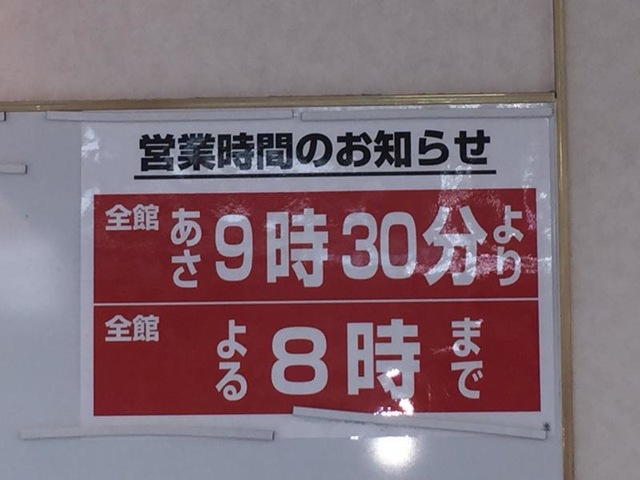 営業時間のお知らせ
全館 あさ 9時30分 より
全館 よる 8時 まで